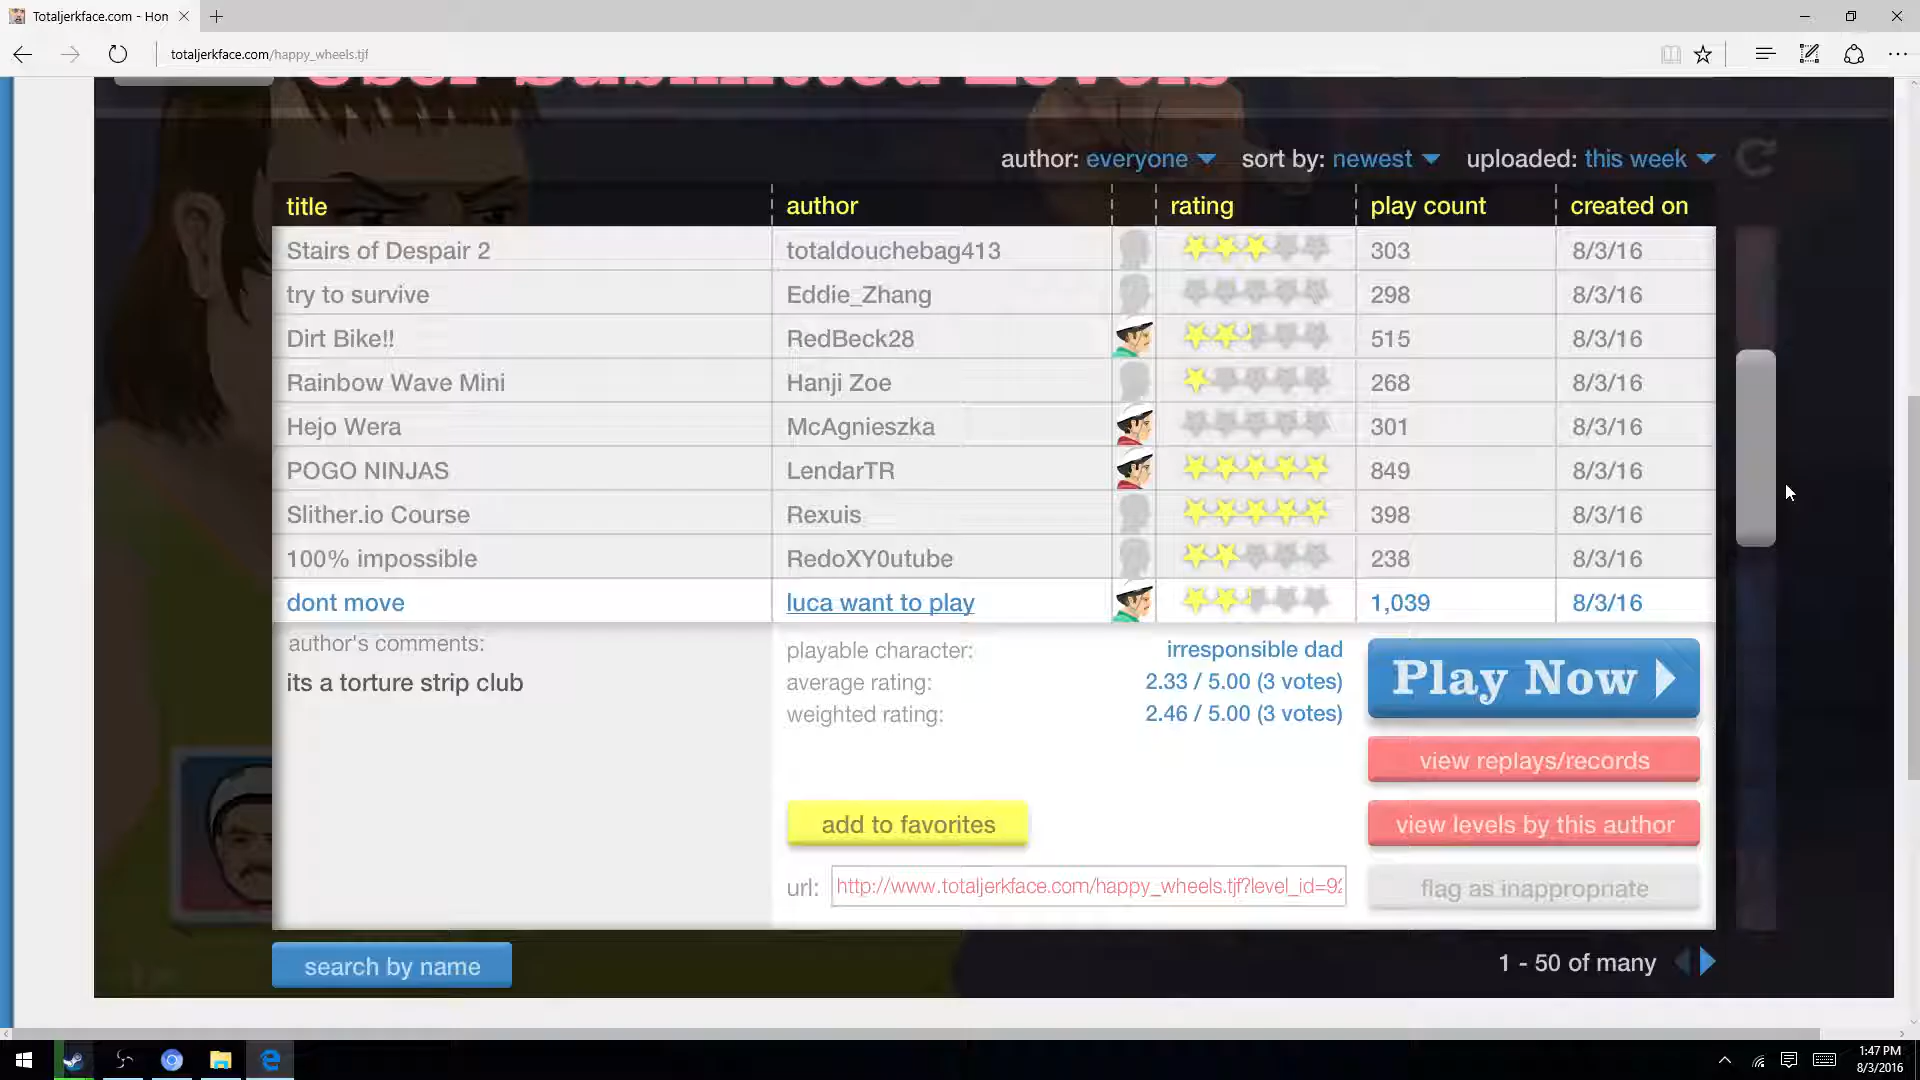 Totaljerkface.com - Hon
totaljerkface.com/happy_wheels.tjf
User Submitted Levels
author: everyone sort by: newest uploaded: this week
title author rating play count created on
Stairs of Despair 2 totaldouchebag413 303 8/3/16
try to survive Eddie_Zhang 298 8/3/16
Dirt Bike!! RedBeck28 515 8/3/16
Rainbow Wave Mini Hanji Zoe 268 8/3/16
Hejo Wera McAgnieszka 301 8/3/16
POGO NINJAS LendarTR 849 8/3/16
Slither.io Course Rexuis 398 8/3/16
100% impossible RedoXY0utube 238 8/3/16
dont move luca want to play 1,039 8/3/16
author's comments:
its a torture strip club
playable character: irresponsible dad
average rating: 2.33 / 5.00 (3 votes)
weighted rating: 2.46 / 5.00 (3 votes)
Play Now
view replays/records
add to favorites
view levels by this author
url: http://www.totaljerkface.com/happy_wheels.tjf?level_id=92
flag as inappropriate
search by name
1 - 50 of many
1:47 PM
8/3/2016